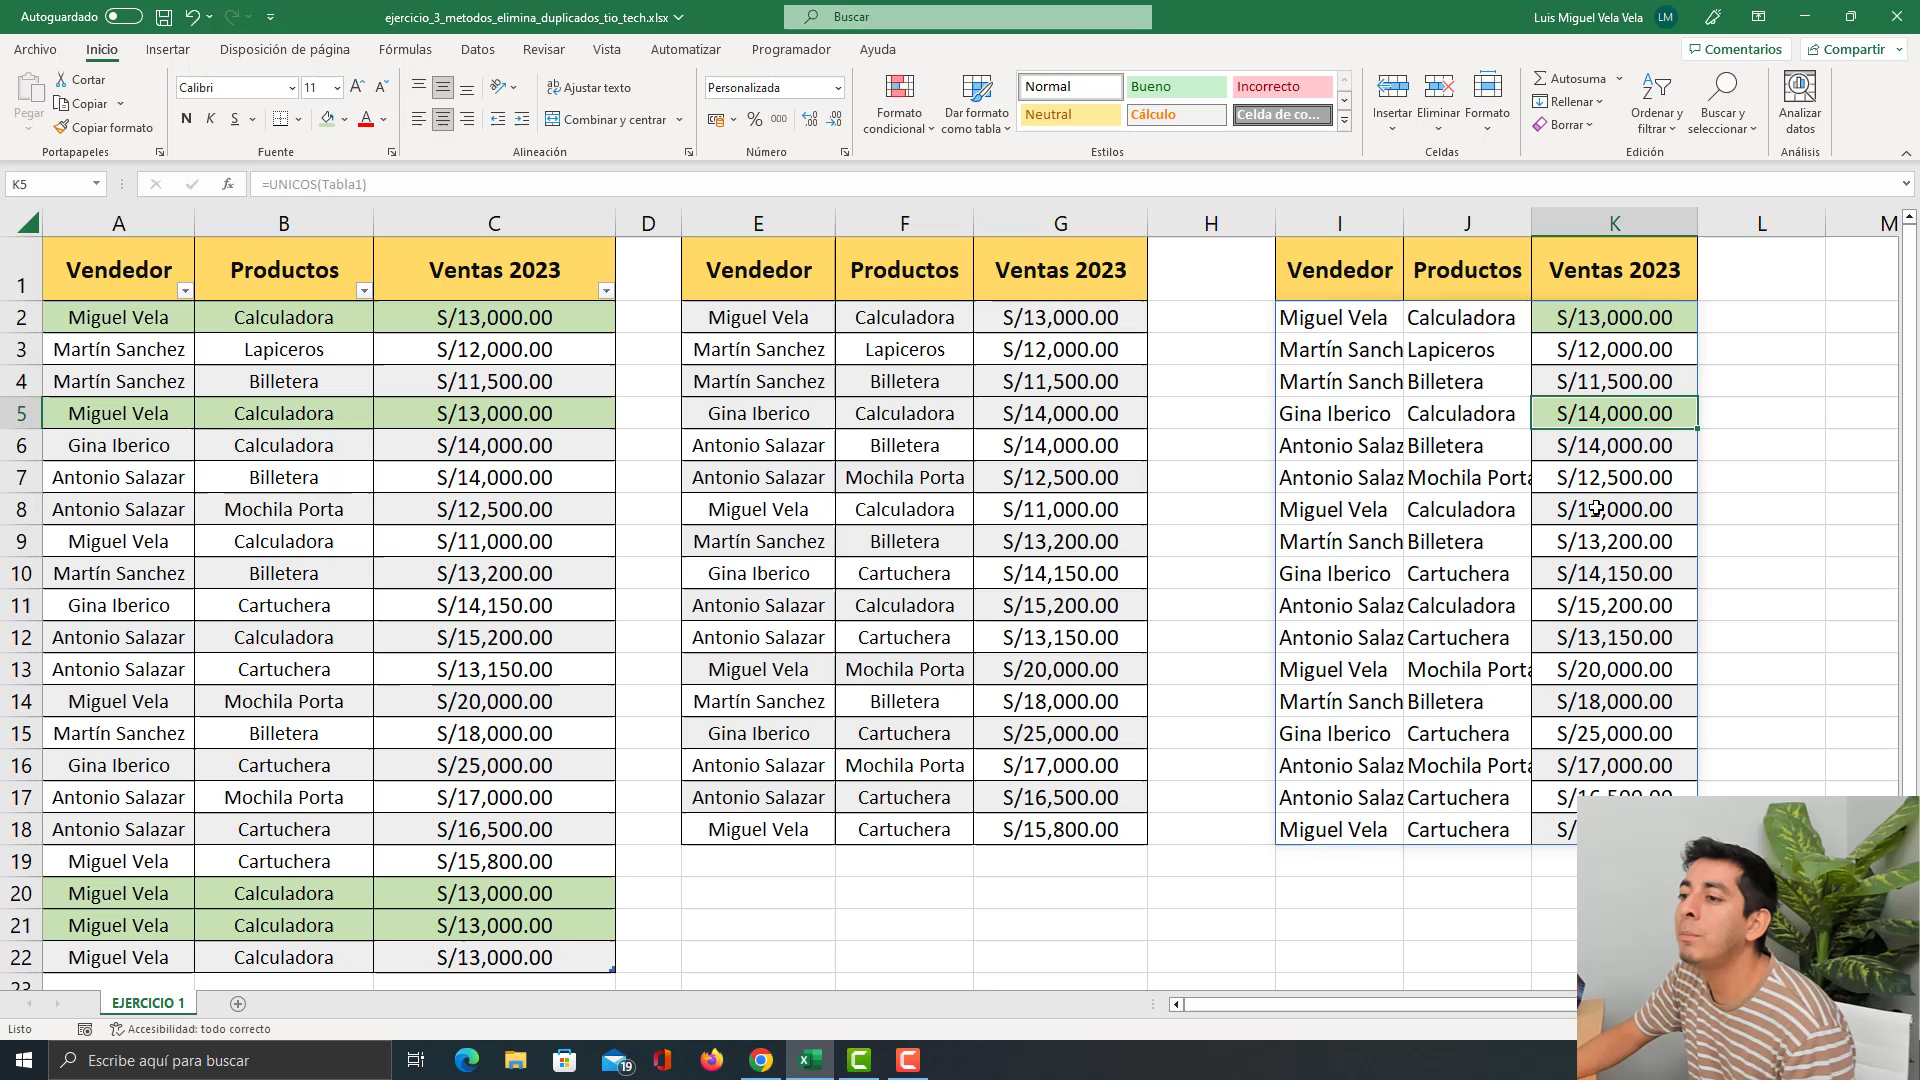 Autoguardado ejercicio_3_metodos_elimina_duplicados_tio_tech.xlsx Buscar Luis Miguel Vela Vela LM
Archivo Inicio Insertar Disposición de página Fórmulas Datos Revisar Vista Automatizar Programador Ayuda Comentarios Compartir
Pegar Cortar Copiar Copiar formato Portapapeles
Calibri 11 N K S Fuente
Ajustar texto Combinar y centrar Alineación
Personalizada % 000 Número
Formato condicional Dar formato como tabla Normal Bueno Incorrecto Neutral Cálculo Celda de co... Estilos
Insertar Eliminar Formato Celdas
Autosuma Rellenar Borrar Ordenar y filtrar Buscar y seleccionar Edición
Analizar datos Análisis
K5 fx =UNICOS(Tabla1)
A B C D E F G H I J K L M
1 Vendedor Productos Ventas 2023 Vendedor Productos Ventas 2023 Vendedor Productos Ventas 2023
2 Miguel Vela Calculadora S/13,000.00 Miguel Vela Calculadora S/13,000.00 Miguel Vela Calculadora S/13,000.00
3 Martín Sanchez Lapiceros S/12,000.00 Martín Sanchez Lapiceros S/12,000.00 Martín Sanch Lapiceros S/12,000.00
4 Martín Sanchez Billetera S/11,500.00 Martín Sanchez Billetera S/11,500.00 Martín Sanch Billetera S/11,500.00
5 Miguel Vela Calculadora S/13,000.00 Gina Iberico Calculadora S/14,000.00 Gina Iberico Calculadora S/14,000.00
6 Gina Iberico Calculadora S/14,000.00 Antonio Salazar Billetera S/14,000.00 Antonio Salaz Billetera S/14,000.00
7 Antonio Salazar Billetera S/14,000.00 Antonio Salazar Mochila Porta S/12,500.00 Antonio Salaz Mochila Porta S/12,500.00
8 Antonio Salazar Mochila Porta S/12,500.00 Miguel Vela Calculadora S/11,000.00 Miguel Vela Calculadora S/11,000.00
9 Miguel Vela Calculadora S/11,000.00 Martín Sanchez Billetera S/13,200.00 Martín Sanch Billetera S/13,200.00
10 Martín Sanchez Billetera S/13,200.00 Gina Iberico Cartuchera S/14,150.00 Gina Iberico Cartuchera S/14,150.00
11 Gina Iberico Cartuchera S/14,150.00 Antonio Salazar Calculadora S/15,200.00 Antonio Salaz Calculadora S/15,200.00
12 Antonio Salazar Calculadora S/15,200.00 Antonio Salazar Cartuchera S/13,150.00 Antonio Salaz Cartuchera S/13,150.00
13 Antonio Salazar Cartuchera S/13,150.00 Miguel Vela Mochila Porta S/20,000.00 Miguel Vela Mochila Porta S/20,000.00
14 Miguel Vela Mochila Porta S/20,000.00 Martín Sanchez Billetera S/18,000.00 Martín Sanch Billetera S/18,000.00
15 Martín Sanchez Billetera S/18,000.00 Gina Iberico Cartuchera S/25,000.00 Gina Iberico Cartuchera S/25,000.00
16 Gina Iberico Cartuchera S/25,000.00 Antonio Salazar Mochila Porta S/17,000.00 Antonio Salaz Mochila Porta S/17,000.00
17 Antonio Salazar Mochila Porta S/17,000.00 Antonio Salazar Cartuchera S/16,500.00 Antonio Salaz Cartuchera S/16,500.00
18 Antonio Salazar Cartuchera S/16,500.00 Miguel Vela Cartuchera S/15,800.00 Miguel Vela Cartuchera S/
19 Miguel Vela Cartuchera S/15,800.00
20 Miguel Vela Calculadora S/13,000.00
21 Miguel Vela Calculadora S/13,000.00
22 Miguel Vela Calculadora S/13,000.00
23
EJERCICIO 1
Listo Accesibilidad: todo correcto
Escribe aquí para buscar 19